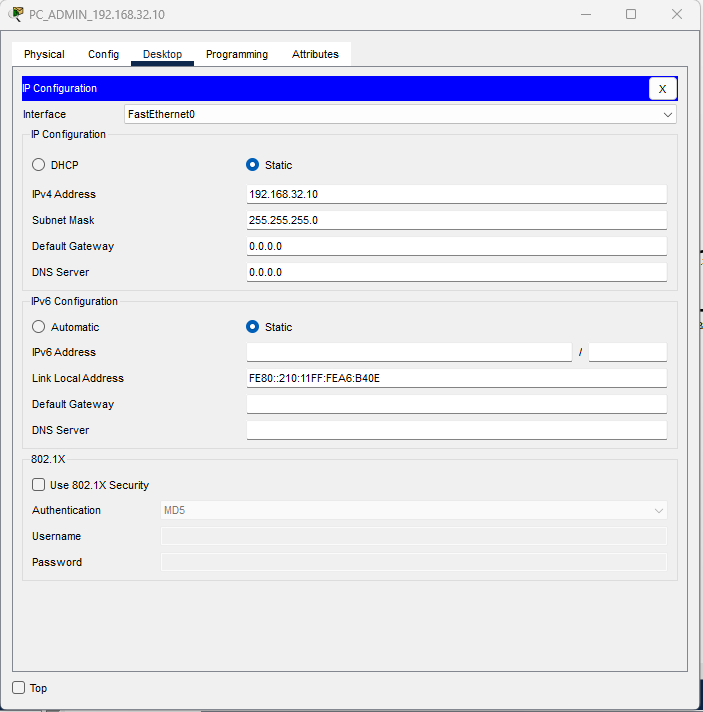 PC_ADMIN_192.168.32.10
Physical Config Desktop Programming Attributes
IP Configuration X
Interface FastEthernet0
IP Configuration
DHCP Static
IPv4 Address 192.168.32.10
Subnet Mask 255.255.255.0
Default Gateway 0.0.0.0
DNS Server 0.0.0.0
IPv6 Configuration
Automatic Static
IPv6 Address /
Link Local Address FE80::210:11FF:FEA6:B40E
Default Gateway
DNS Server
802.1X
Use 802.1X Security
Authentication MD5
Username
Password
Top